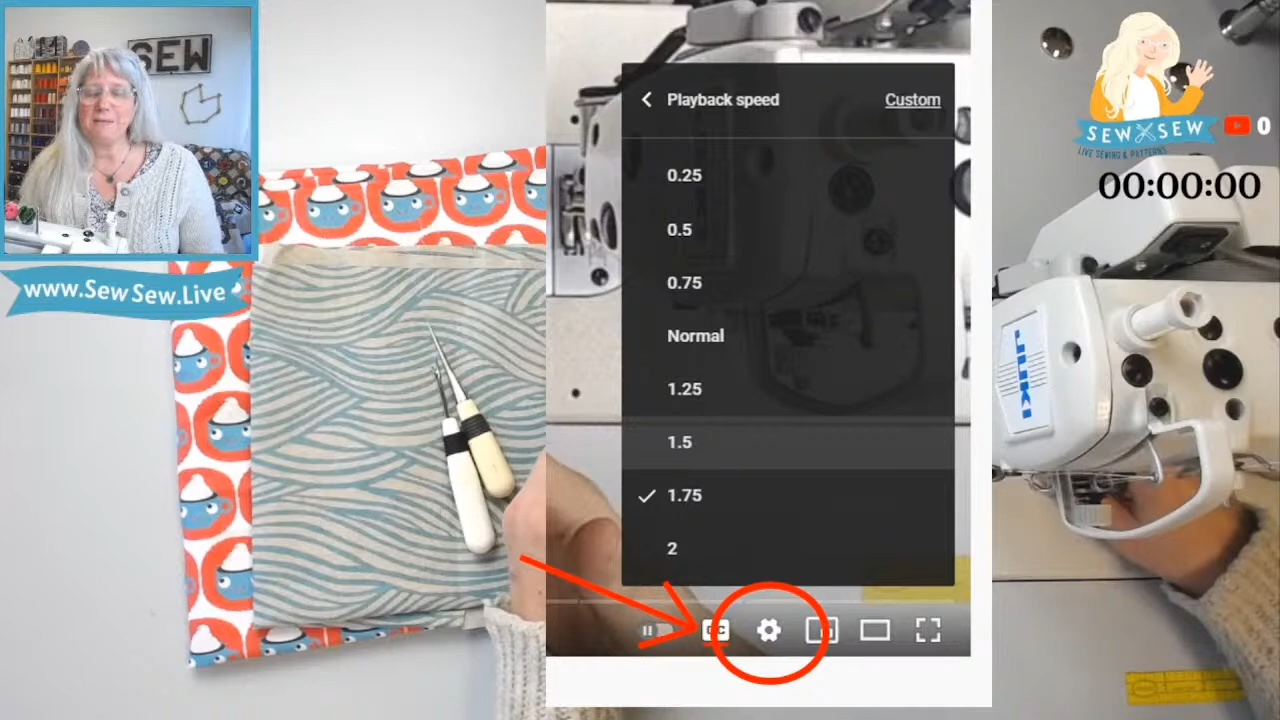 SEW
www.SewSew.Live
Playback speed
Custom
0.25
0.5
0.75
Normal
1.25
1.5
1.75
2
SEW SEW
LIVE SEWING & PATTERNS
0
00:00:00
JUKI